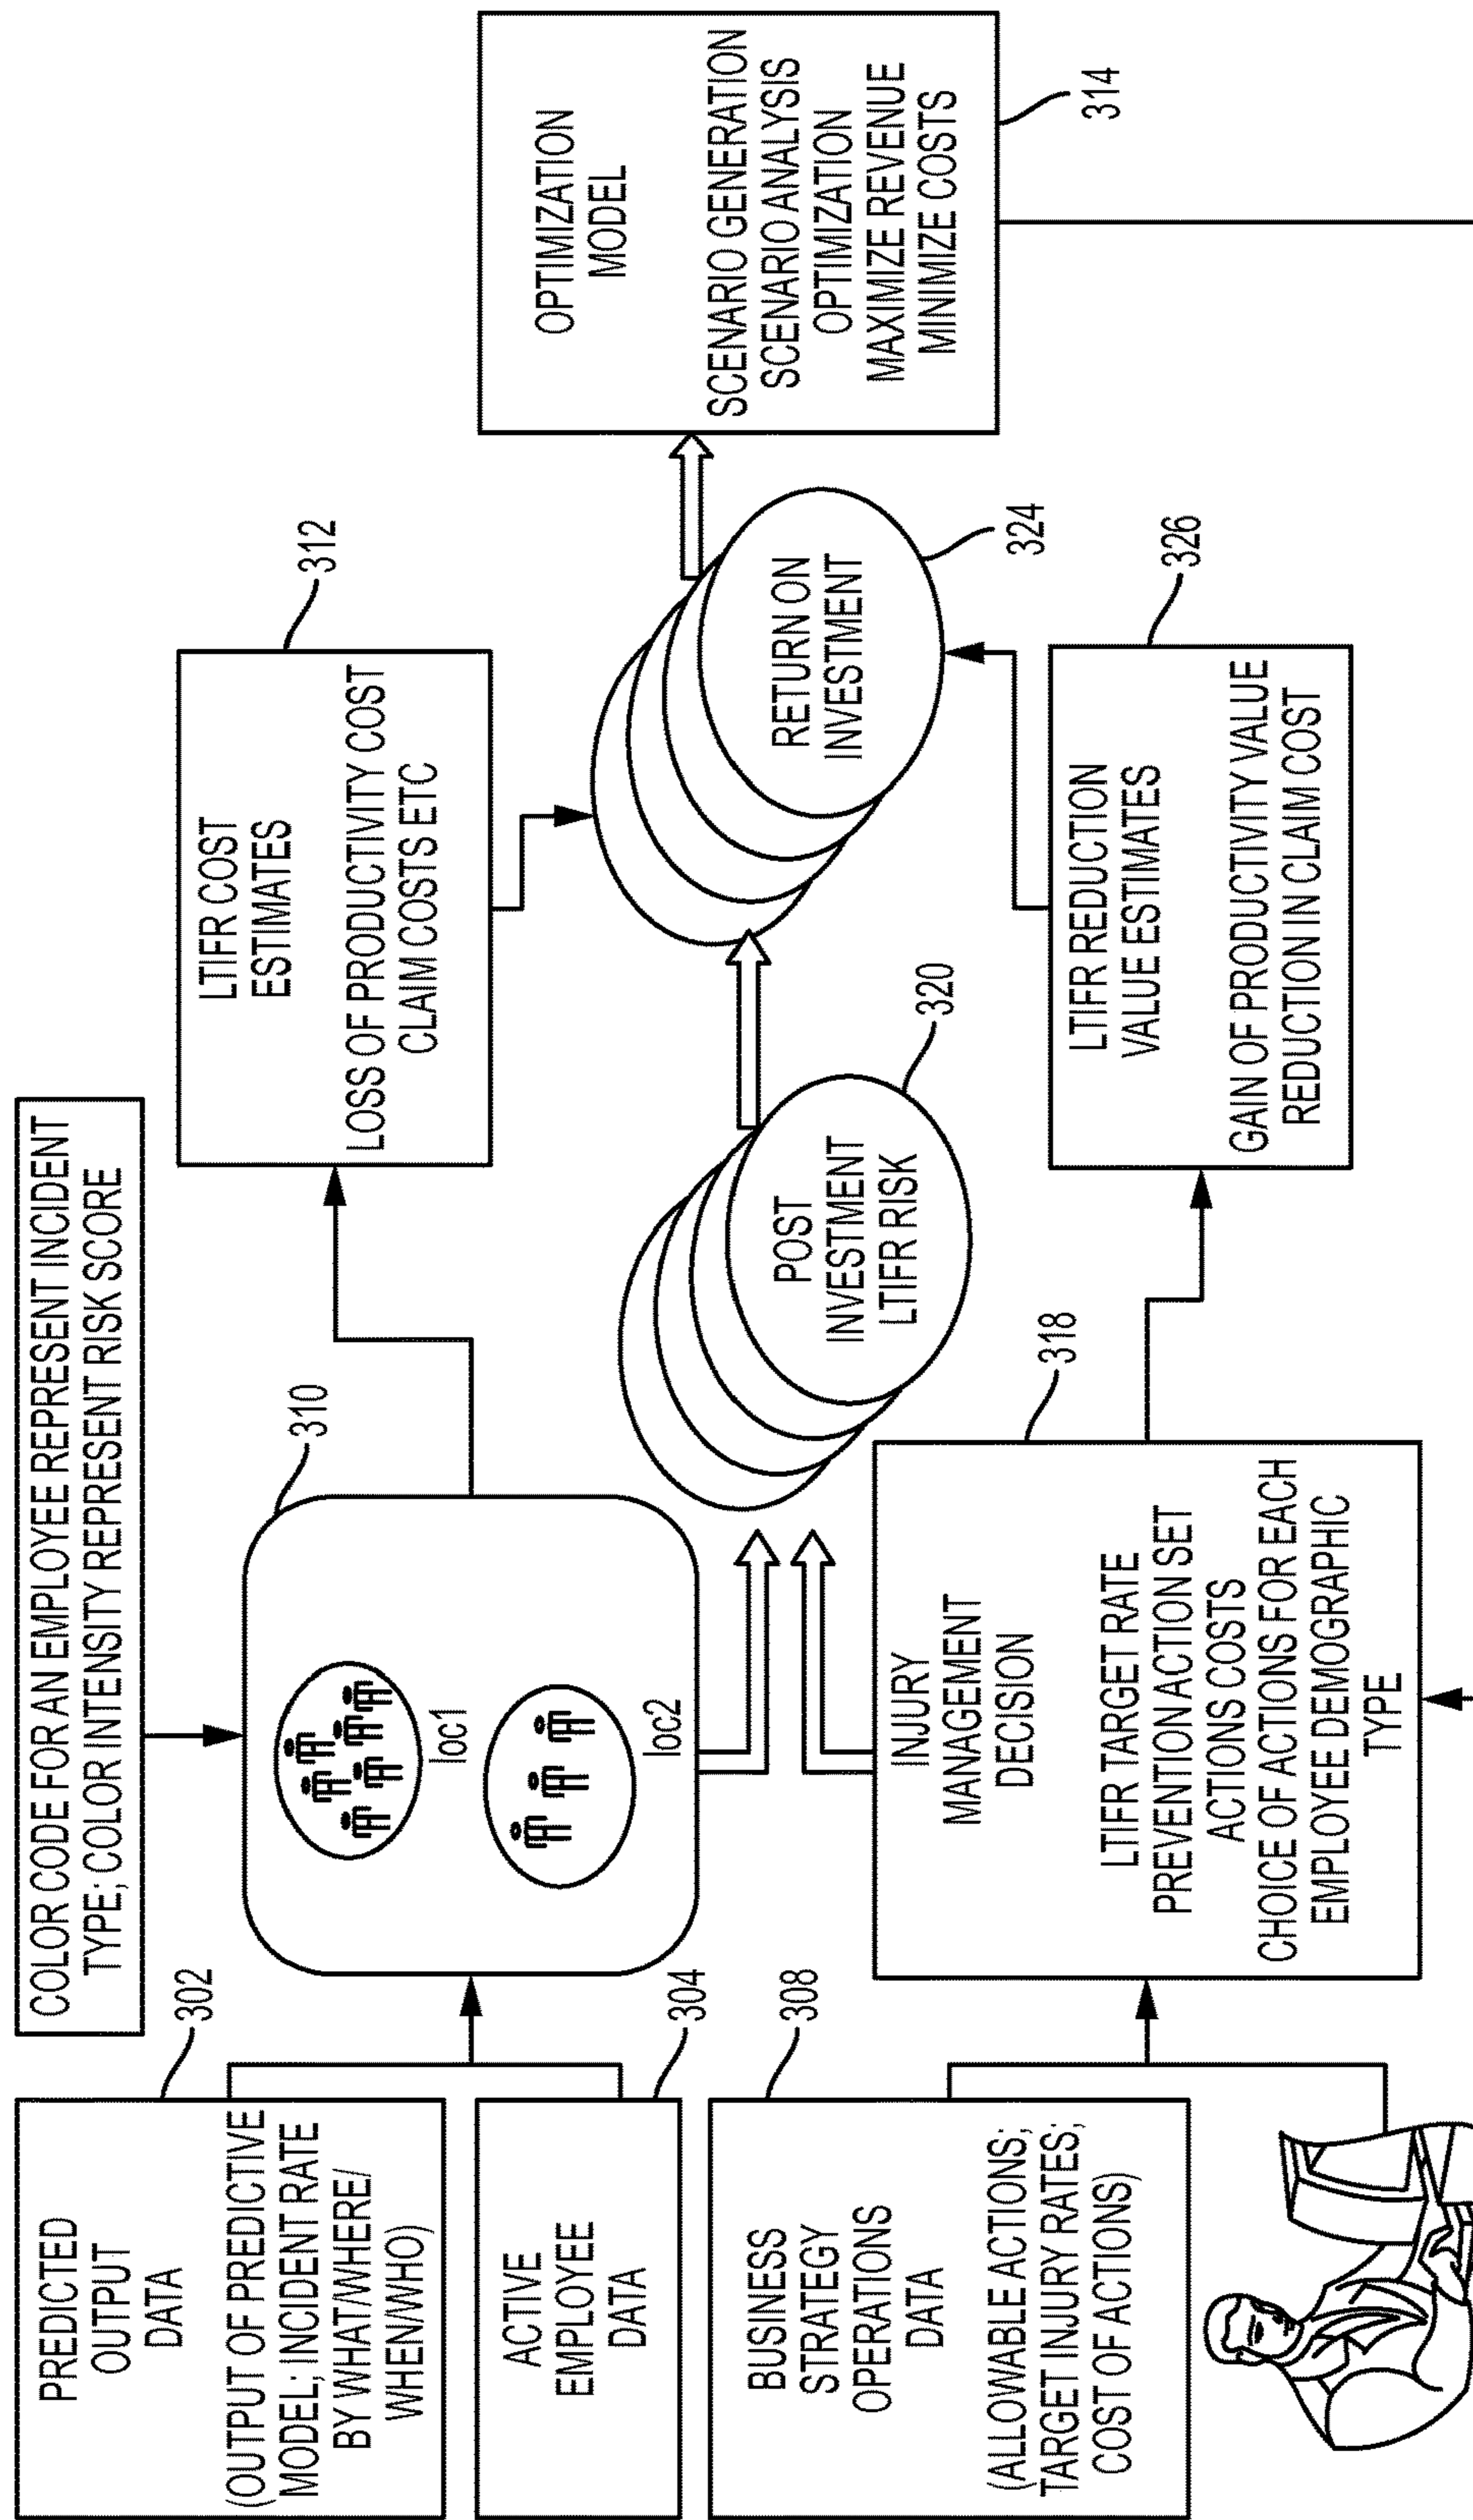 COLOR CODE FOR AN EMPLOYEE REPRESENT INCIDENT
TYPE; COLOR INTENSITY REPRESENT RISK SCORE
PREDICTED
OUTPUT
DATA
(OUTPUT OF PREDICTIVE
MODEL; INCIDENT RATE
BY WHAT/WHERE/
WHEN/WHO)
302
ACTIVE
EMPLOYEE
DATA
304
BUSINESS
STRATEGY
OPERATIONS
DATA
(ALLOWABLE ACTIONS;
TARGET INJURY RATES;
COST OF ACTIONS)
308
310
loc1
loc2
INJURY
MANAGEMENT
DECISION
LTIFR TARGET RATE
PREVENTION ACTION SET
ACTIONS COSTS
CHOICE OF ACTIONS FOR EACH
EMPLOYEE DEMOGRAPHIC
TYPE
318
LTIFR COST
ESTIMATES
LOSS OF PRODUCTIVITY COST
CLAIM COSTS ETC
312
POST
INVESTMENT
LTIFR RISK
320
LTIFR REDUCTION
VALUE ESTIMATES
GAIN OF PRODUCTIVITY VALUE
REDUCTION IN CLAIM COST
326
RETURN ON
INVESTMENT
324
OPTIMIZATION
MODEL
SCENARIO GENERATION
SCENARIO ANALYSIS
OPTIMIZATION
MAXIMIZE REVENUE
MINIMIZE COSTS
314